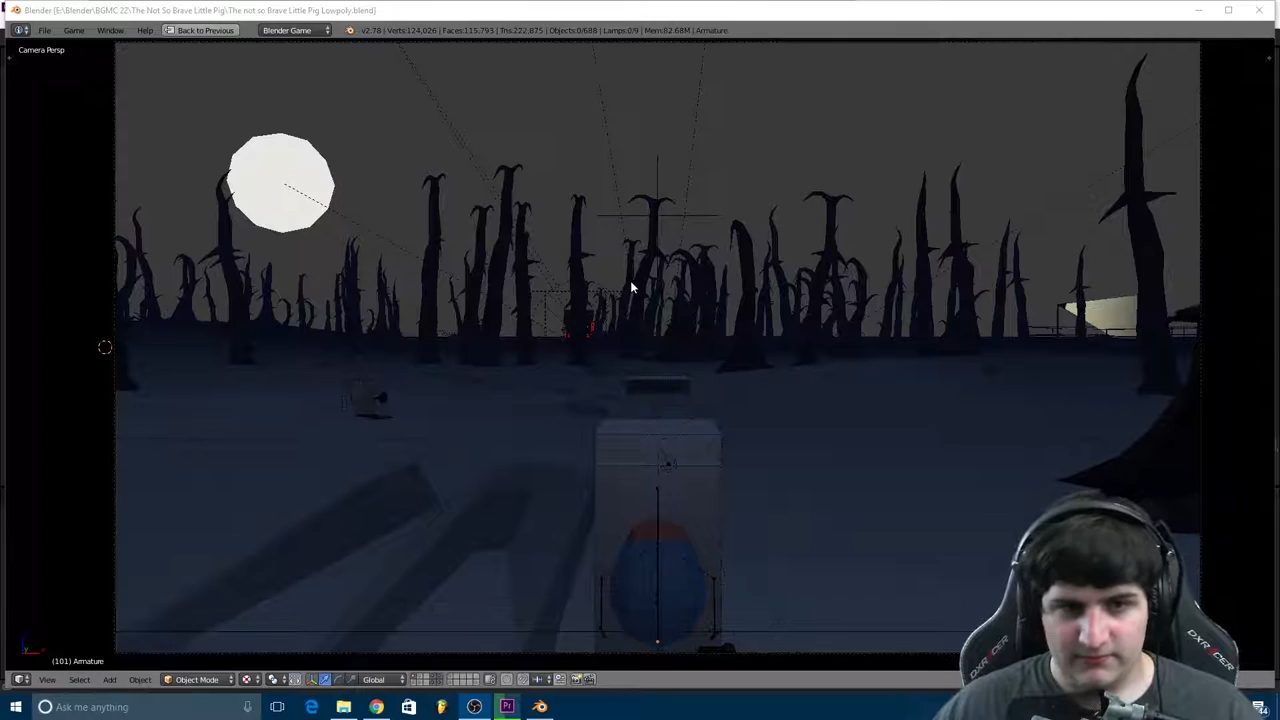 Blender [E:\Blender\BGMC 22\The Not So Brave Little Pig\The not so Brave Little Pig Lowpoly.blend]
File Game Window Help Back to Previous Blender Game v2.78 | Verts:124,026 | Faces:115,793 | Tris:222,875 | Objects:0/688 | Lamps:0/9 | Mem:82.68M | Armature
Camera Persp
DXRACER
DXRACER
(101) Armature
View Select Add Object Object Mode Global
Ask me anything
Pr